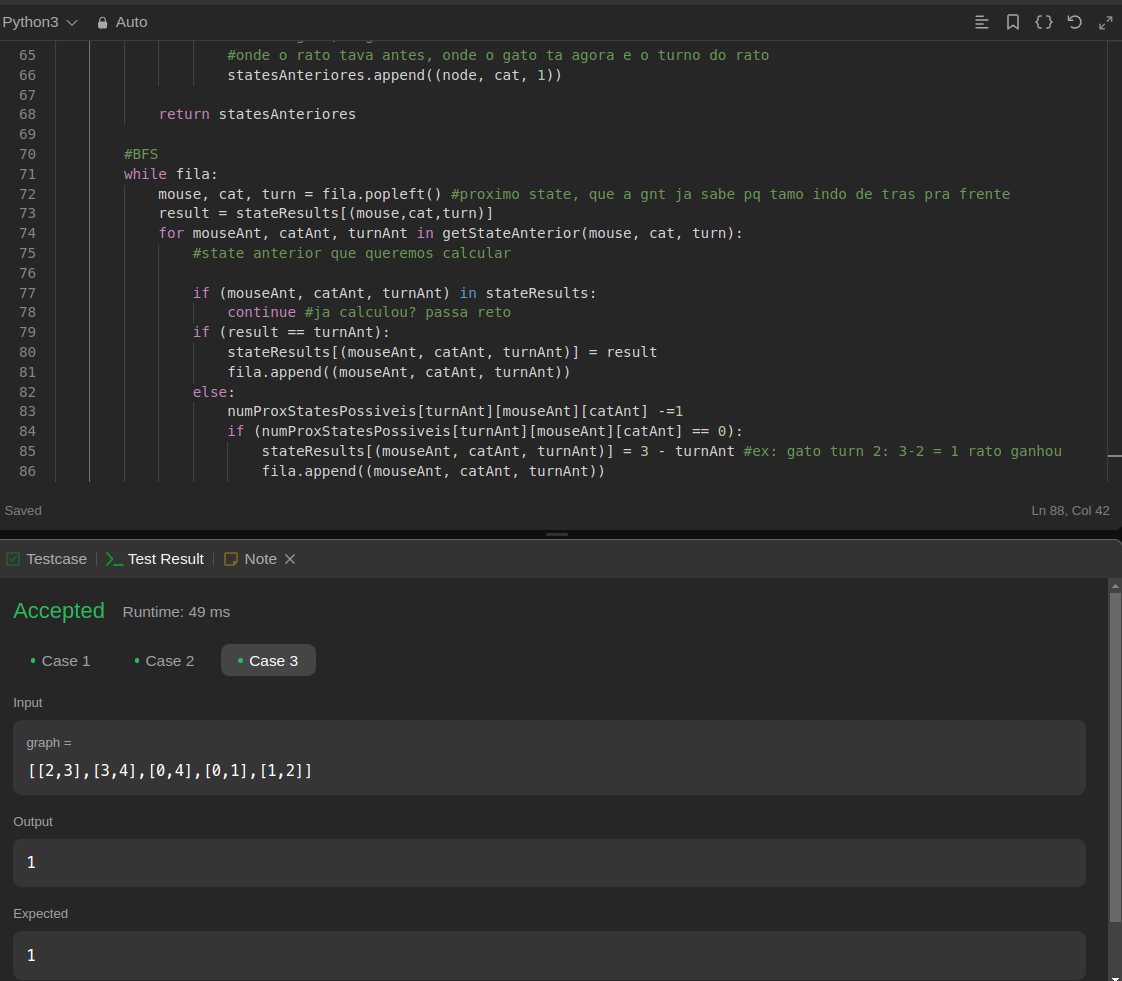 Python3 Auto
65 #onde o rato tava antes, onde o gato ta agora e o turno do rato
66 statesAnteriores.append((node, cat, 1))
67
68 return statesAnteriores
69
70 #BFS
71 while fila:
72 mouse, cat, turn = fila.popleft() #proximo state, que a gnt ja sabe pq tamo indo de tras pra frente
73 result = stateResults[(mouse,cat,turn)]
74 for mouseAnt, catAnt, turnAnt in getStateAnterior(mouse, cat, turn):
75 #state anterior que queremos calcular
76
77 if (mouseAnt, catAnt, turnAnt) in stateResults:
78 continue #ja calculou? passa reto
79 if (result == turnAnt):
80 stateResults[(mouseAnt, catAnt, turnAnt)] = result
81 fila.append((mouseAnt, catAnt, turnAnt))
82 else:
83 numProxStatesPossiveis[turnAnt][mouseAnt][catAnt] -=1
84 if (numProxStatesPossiveis[turnAnt][mouseAnt][catAnt] == 0):
85 stateResults[(mouseAnt, catAnt, turnAnt)] = 3 - turnAnt #ex: gato turn 2: 3-2 = 1 rato ganhou
86 fila.append((mouseAnt, catAnt, turnAnt))
Saved Ln 88, Col 42
Testcase Test Result Note
Accepted Runtime: 49 ms
Case 1 Case 2 Case 3
Input
graph =
[[2,3],[3,4],[0,4],[0,1],[1,2]]
Output
1
Expected
1